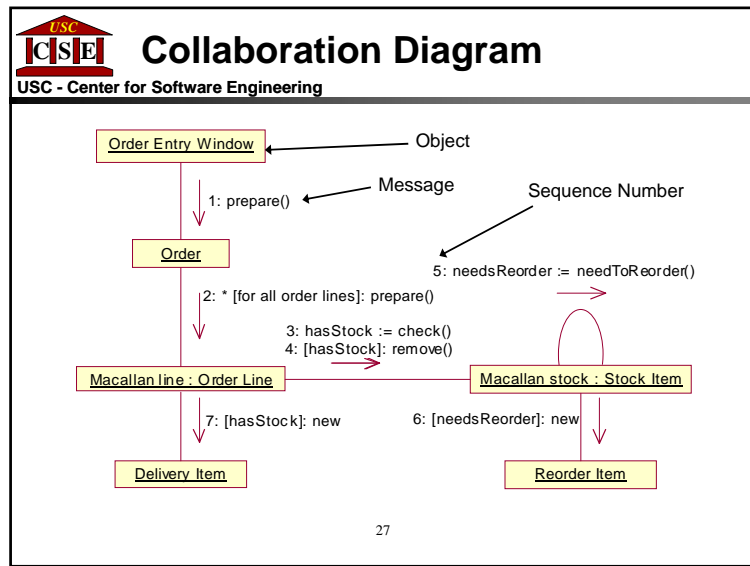 USC
C S E
Collaboration Diagram
USC - Center for Software Engineering
Order Entry Window
Object
Message
Sequence Number
1: prepare()
Order
5: needsReorder := needToReorder()
2: * [for all order lines]: prepare()
3: hasStock := check()
4: [hasStock]: remove()
Macallan line : Order Line
Macallan stock : Stock Item
7: [hasStock]: new
6: [needsReorder]: new
Delivery Item
Reorder Item
27